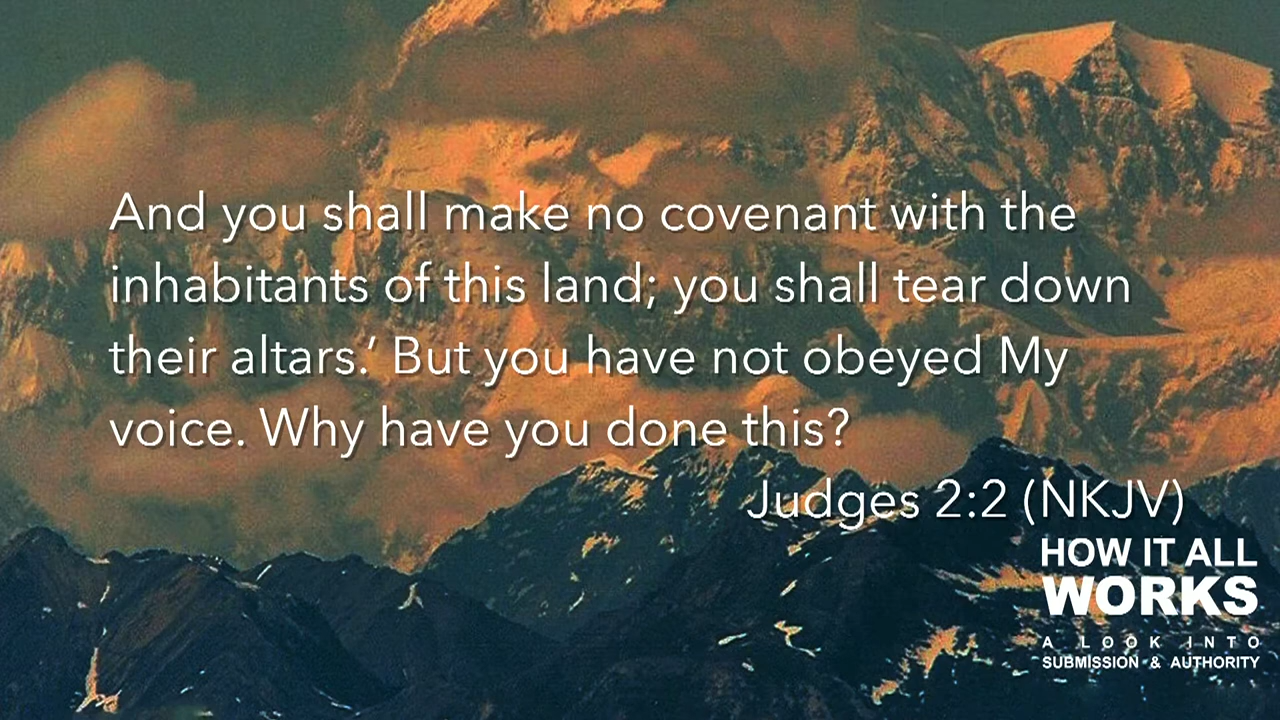 And you shall make no covenant with the
inhabitants of this land; you shall tear down
their altars.’ But you have not obeyed My
voice. Why have you done this?
Judges 2:2 (NKJV)
HOW IT ALL
WORKS
A LOOK INTO
SUBMISSION & AUTHORITY